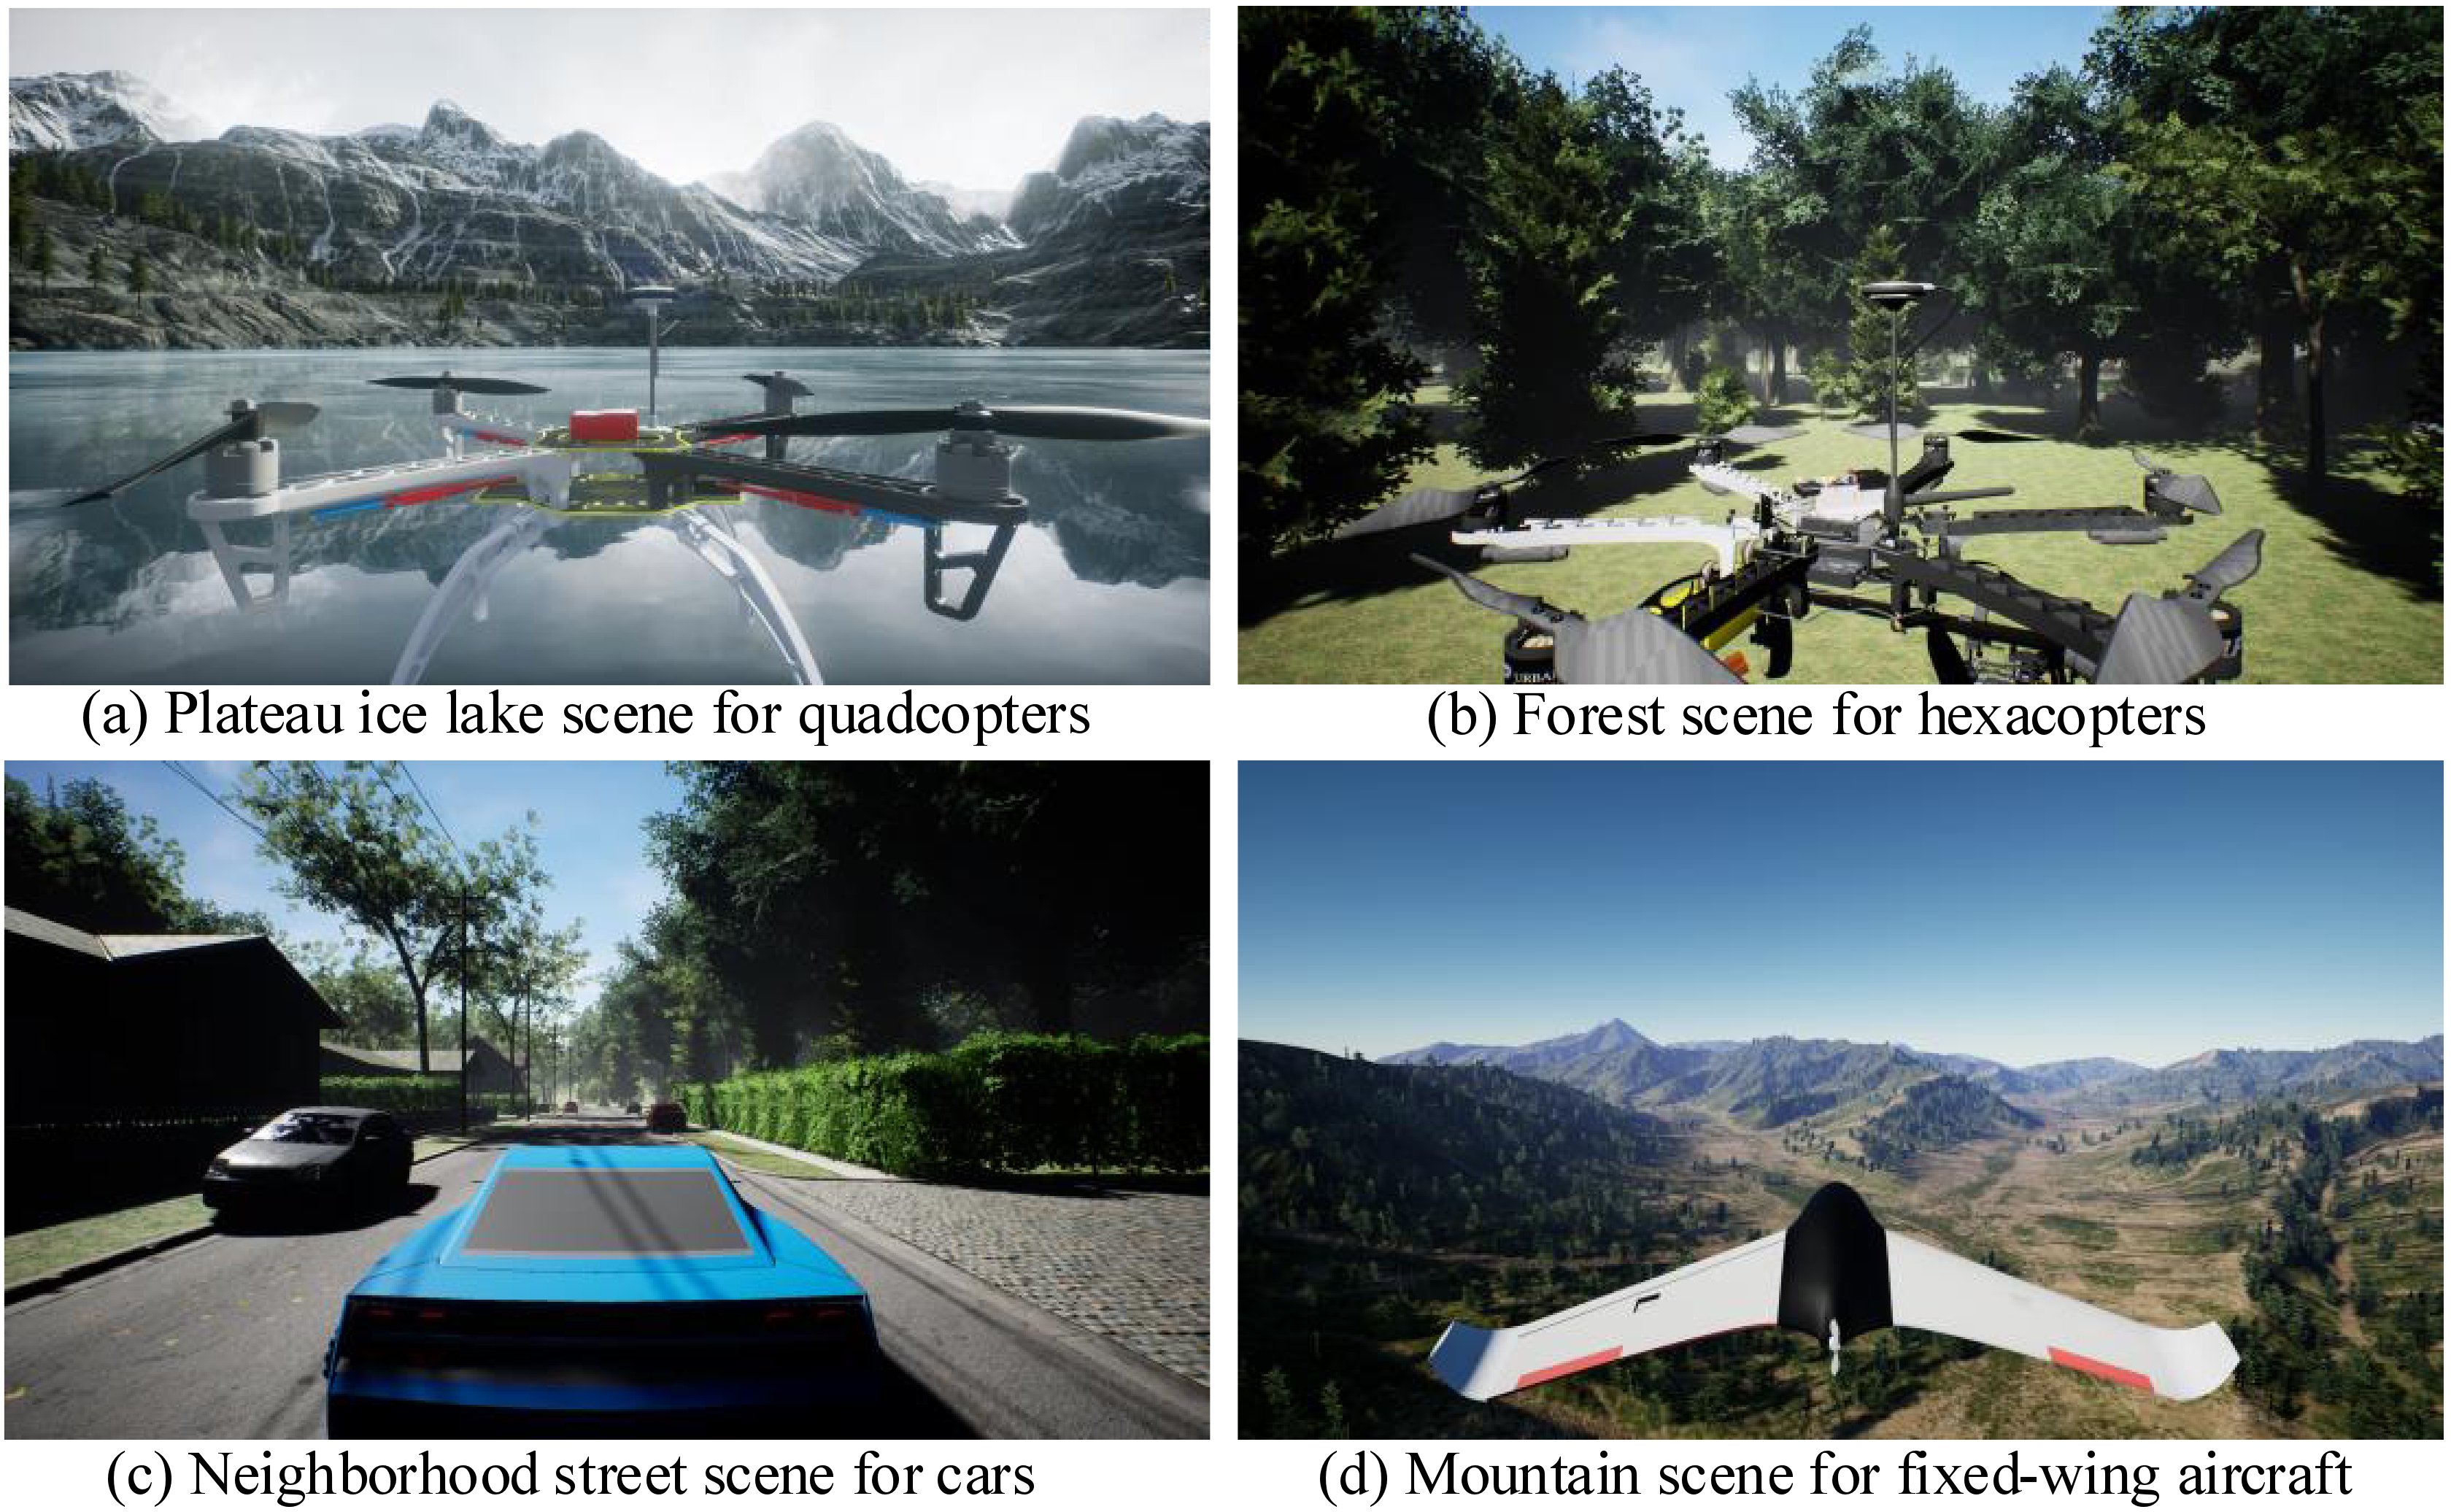 (a) Plateau ice lake scene for quadcopters
(b) Forest scene for hexacopters
URBA
(c) Neighborhood street scene for cars
(d) Mountain scene for fixed-wing aircraft